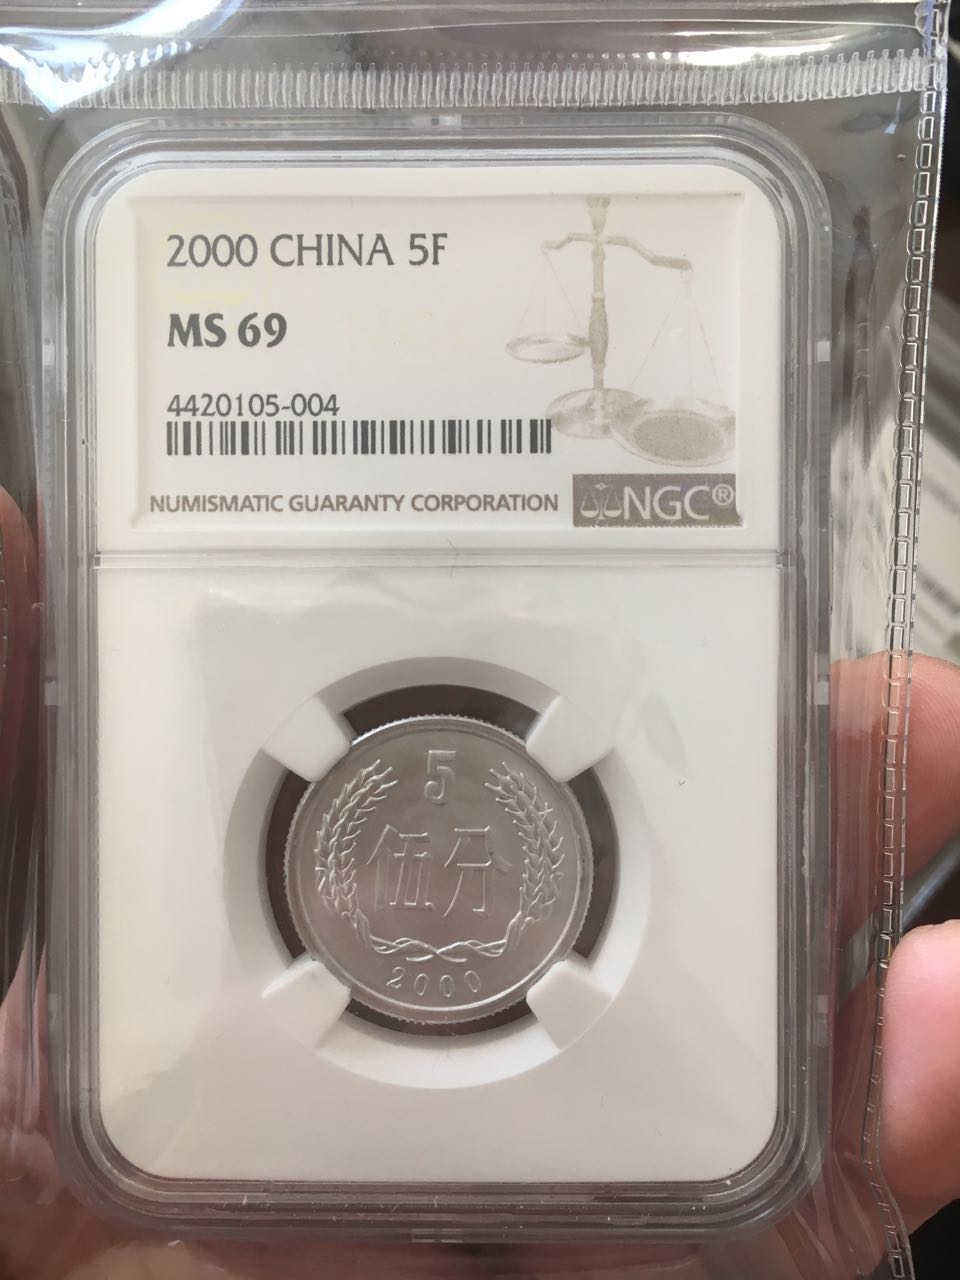 2000 CHINA 5F
MS 69
4420105-004
NUMISMATIC GUARANTY CORPORATION
NGC®
5
伍分
2000